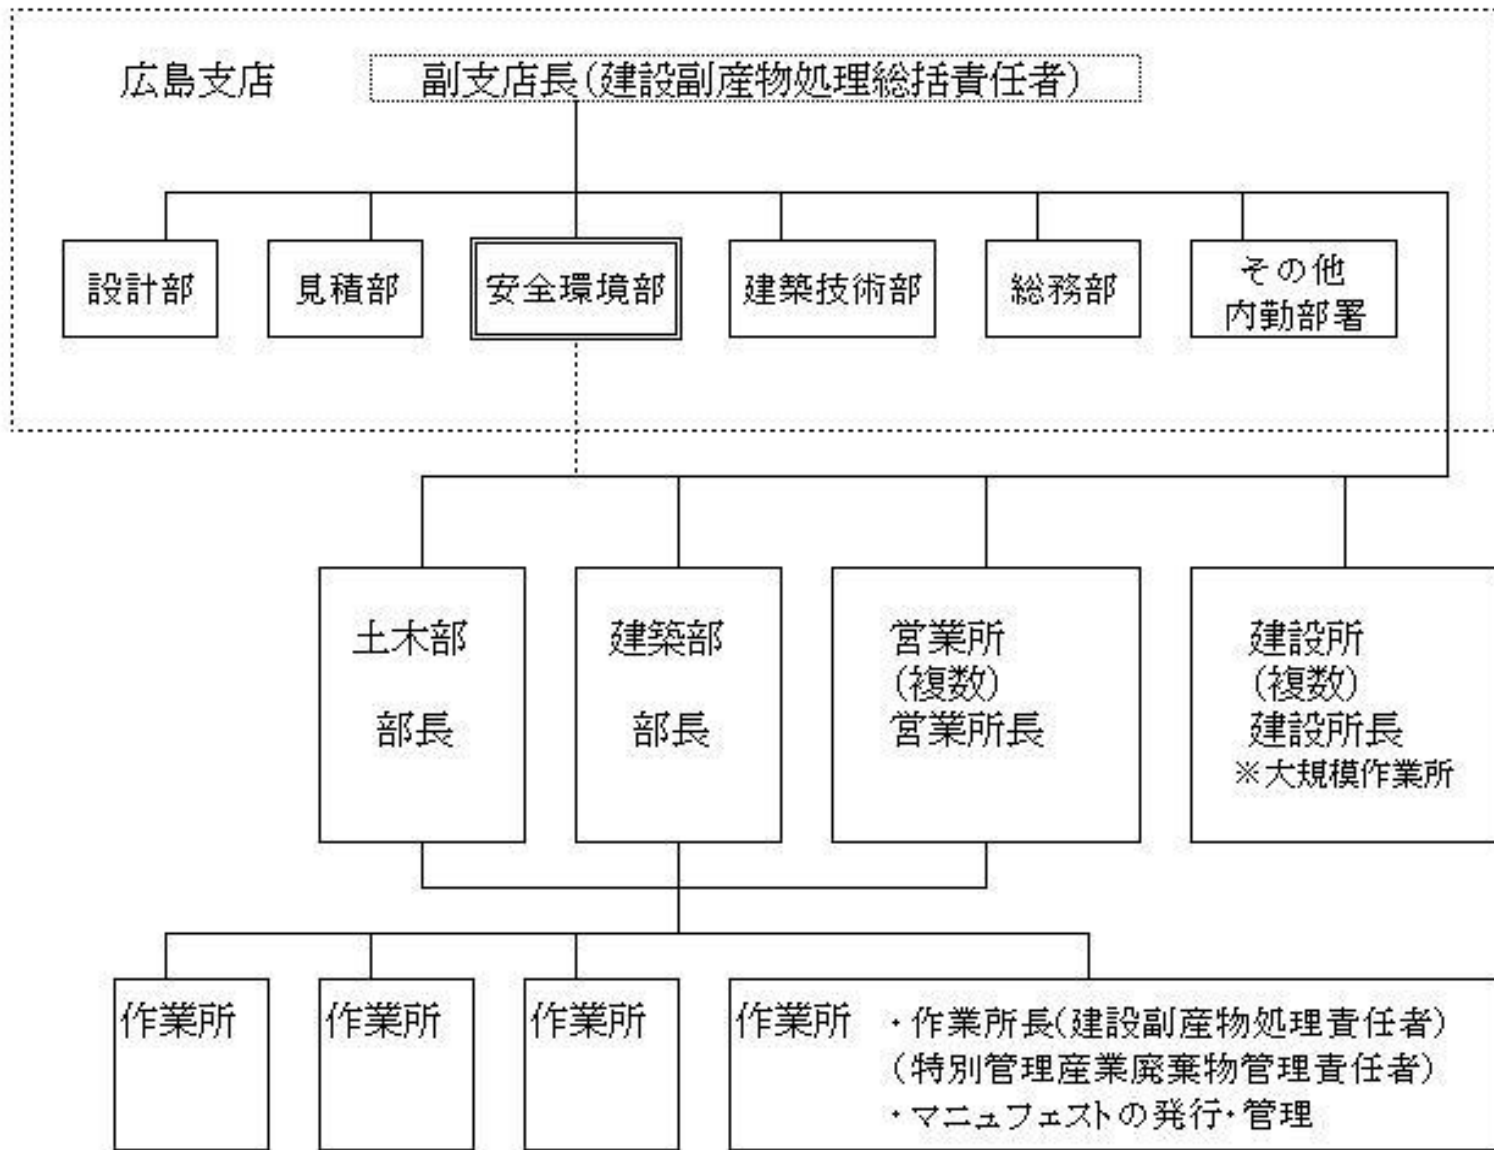 広島支店
副支店長(建設副産物処理総括責任者)
設計部
見積部
安全環境部
建築技術部
総務部
その他
内勤部署
土木部
部長
建築部
部長
営業所
(複数)
営業所長
建設所
(複数)
建設所長
※大規模作業所
作業所
作業所
作業所
作業所
・作業所長(建設副産物処理責任者)
(特別管理産業廃棄物管理責任者)
・マニュフェストの発行・管理